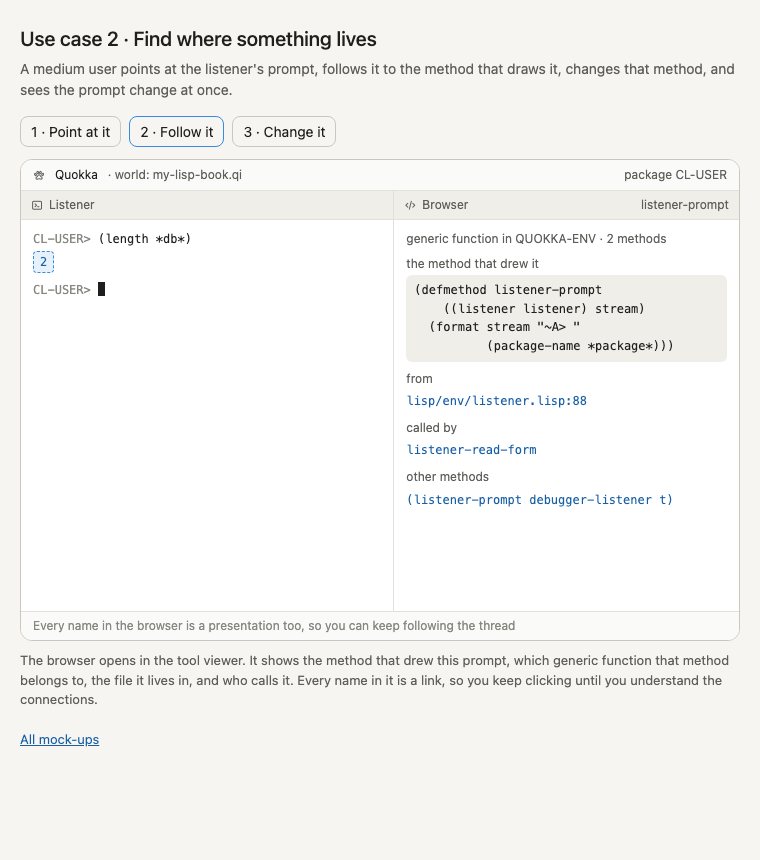 Use case 2 · Find where something lives
A medium user points at the listener's prompt, follows it to the method that draws it, changes that method, and
sees the prompt change at once.
1 · Point at it
2 · Follow it
3 · Change it
Quokka · world: my-lisp-book.qi
package CL-USER
Listener
CL-USER> (length *db*)
2
CL-USER>
Browser
listener-prompt
generic function in QUOKKA-ENV · 2 methods
the method that drew it
(defmethod listener-prompt
    ((listener listener) stream)
  (format stream "~A> "
          (package-name *package*)))
from
lisp/env/listener.lisp:88
called by
listener-read-form
other methods
(listener-prompt debugger-listener t)
Every name in the browser is a presentation too, so you can keep following the thread
The browser opens in the tool viewer. It shows the method that drew this prompt, which generic function that method
belongs to, the file it lives in, and who calls it. Every name in it is a link, so you keep clicking until you understand the
connections.
All mock-ups